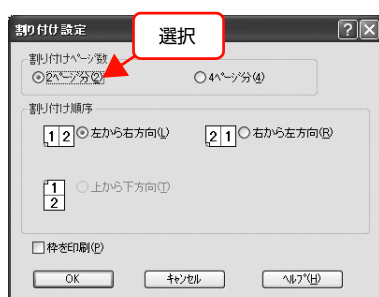 割り付け設定
選択
割り付けページ数
2ページ分(2) 4ページ分(4)
割り付け順序
1 2 左から右方向(L) 2 1 右から左方向(R)
1 上から下方向(T)
2
枠を印刷(P)
OK キャンセル ヘルプ(H)